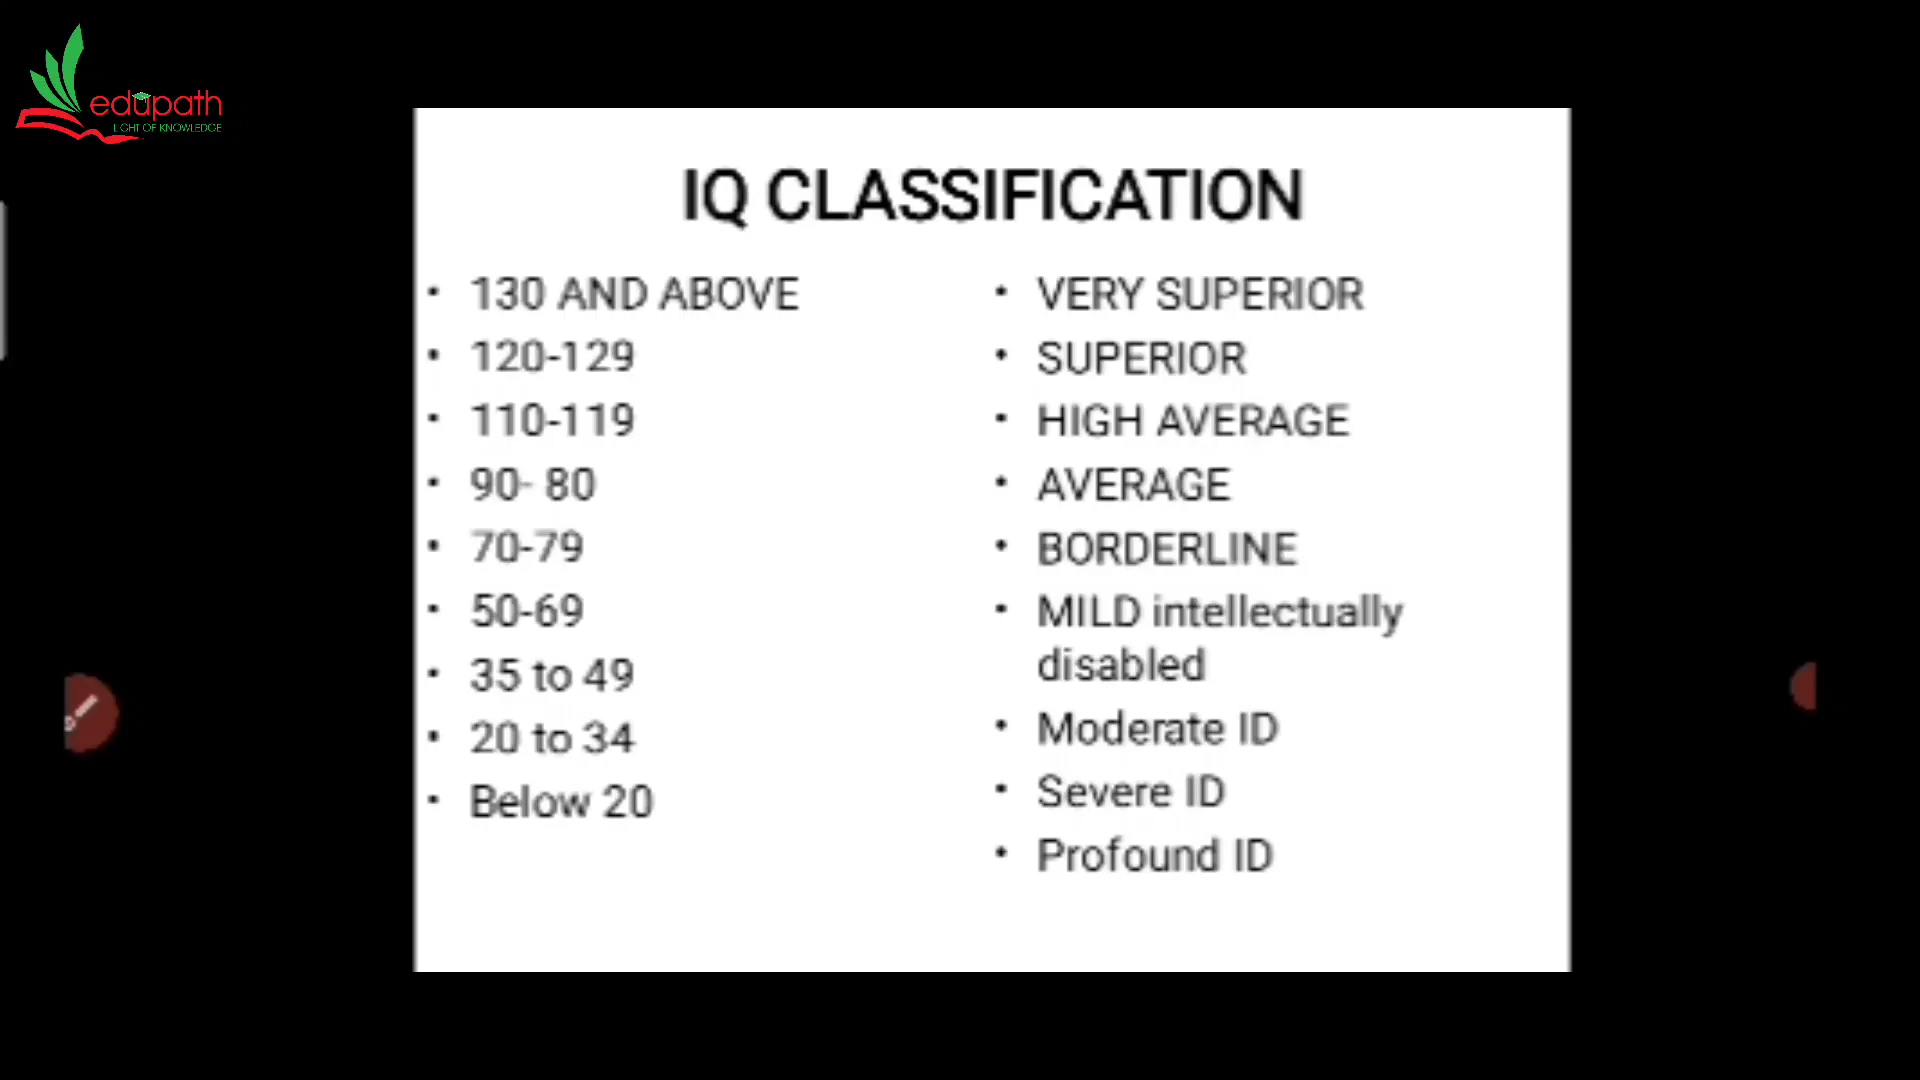 edupath
LIGHT OF KNOWLEDGE
IQ CLASSIFICATION
• 130 AND ABOVE
• 120-129
• 110-119
• 90- 80
• 70-79
• 50-69
• 35 to 49
• 20 to 34
• Below 20
• VERY SUPERIOR
• SUPERIOR
• HIGH AVERAGE
• AVERAGE
• BORDERLINE
• MILD intellectually
disabled
• Moderate ID
• Severe ID
• Profound ID